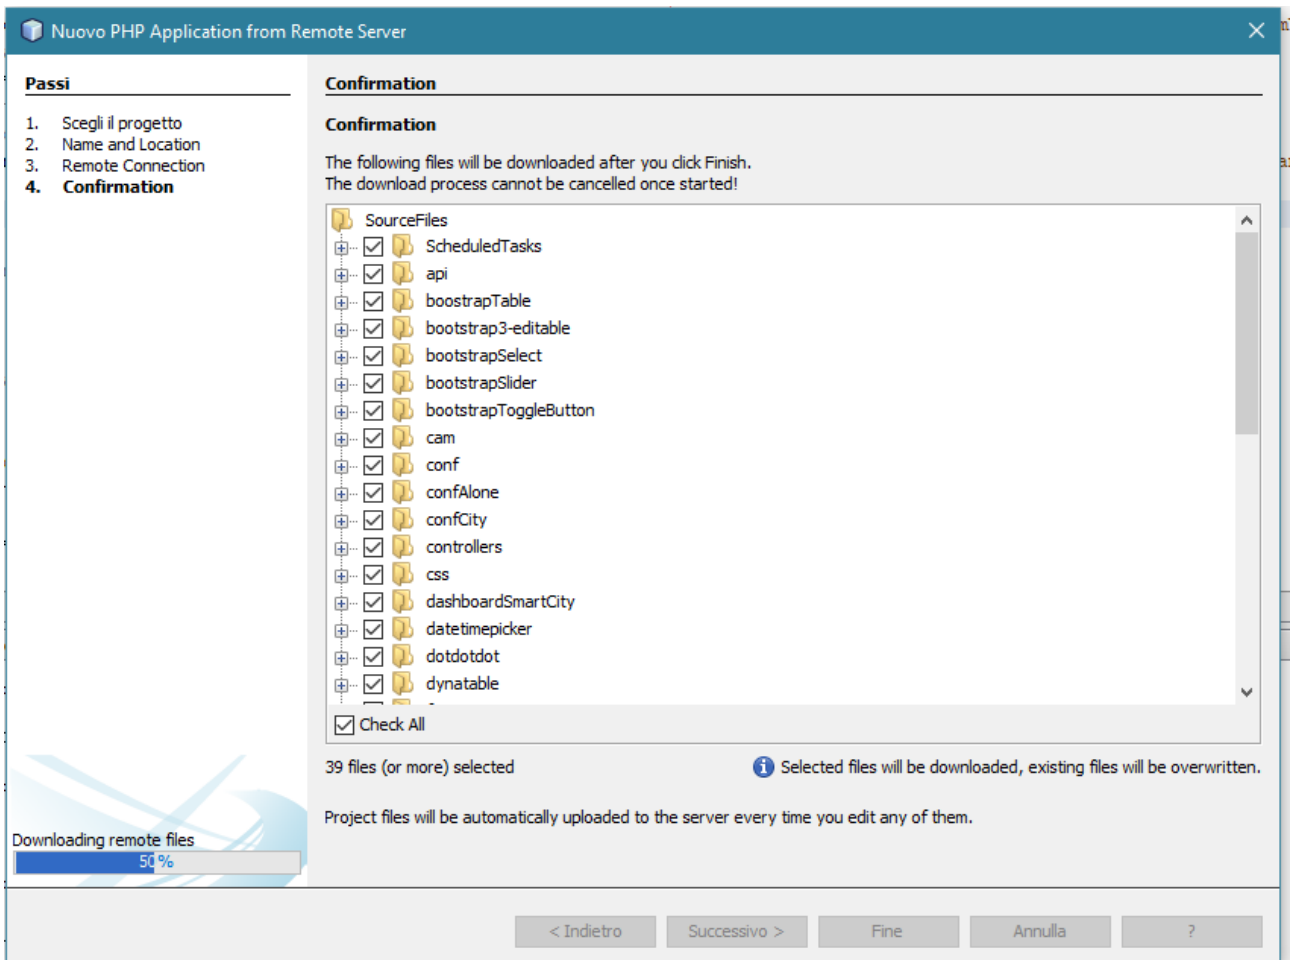 Nuovo PHP Application from Remote Server
Passi
1. Scegli il progetto
2. Name and Location
3. Remote Connection
4. Confirmation
Confirmation
Confirmation
The following files will be downloaded after you click Finish.
The download process cannot be cancelled once started!
SourceFiles
ScheduledTasks
api
boostrapTable
bootstrap3-editable
bootstrapSelect
bootstrapSlider
bootstrapToggleButton
cam
conf
confAlone
confCity
controllers
css
dashboardSmartCity
datetimepicker
dotdotdot
dynatable
Check All
39 files (or more) selected
Selected files will be downloaded, existing files will be overwritten.
Project files will be automatically uploaded to the server every time you edit any of them.
Downloading remote files
50 %
< Indietro
Successivo >
Fine
Annulla
?